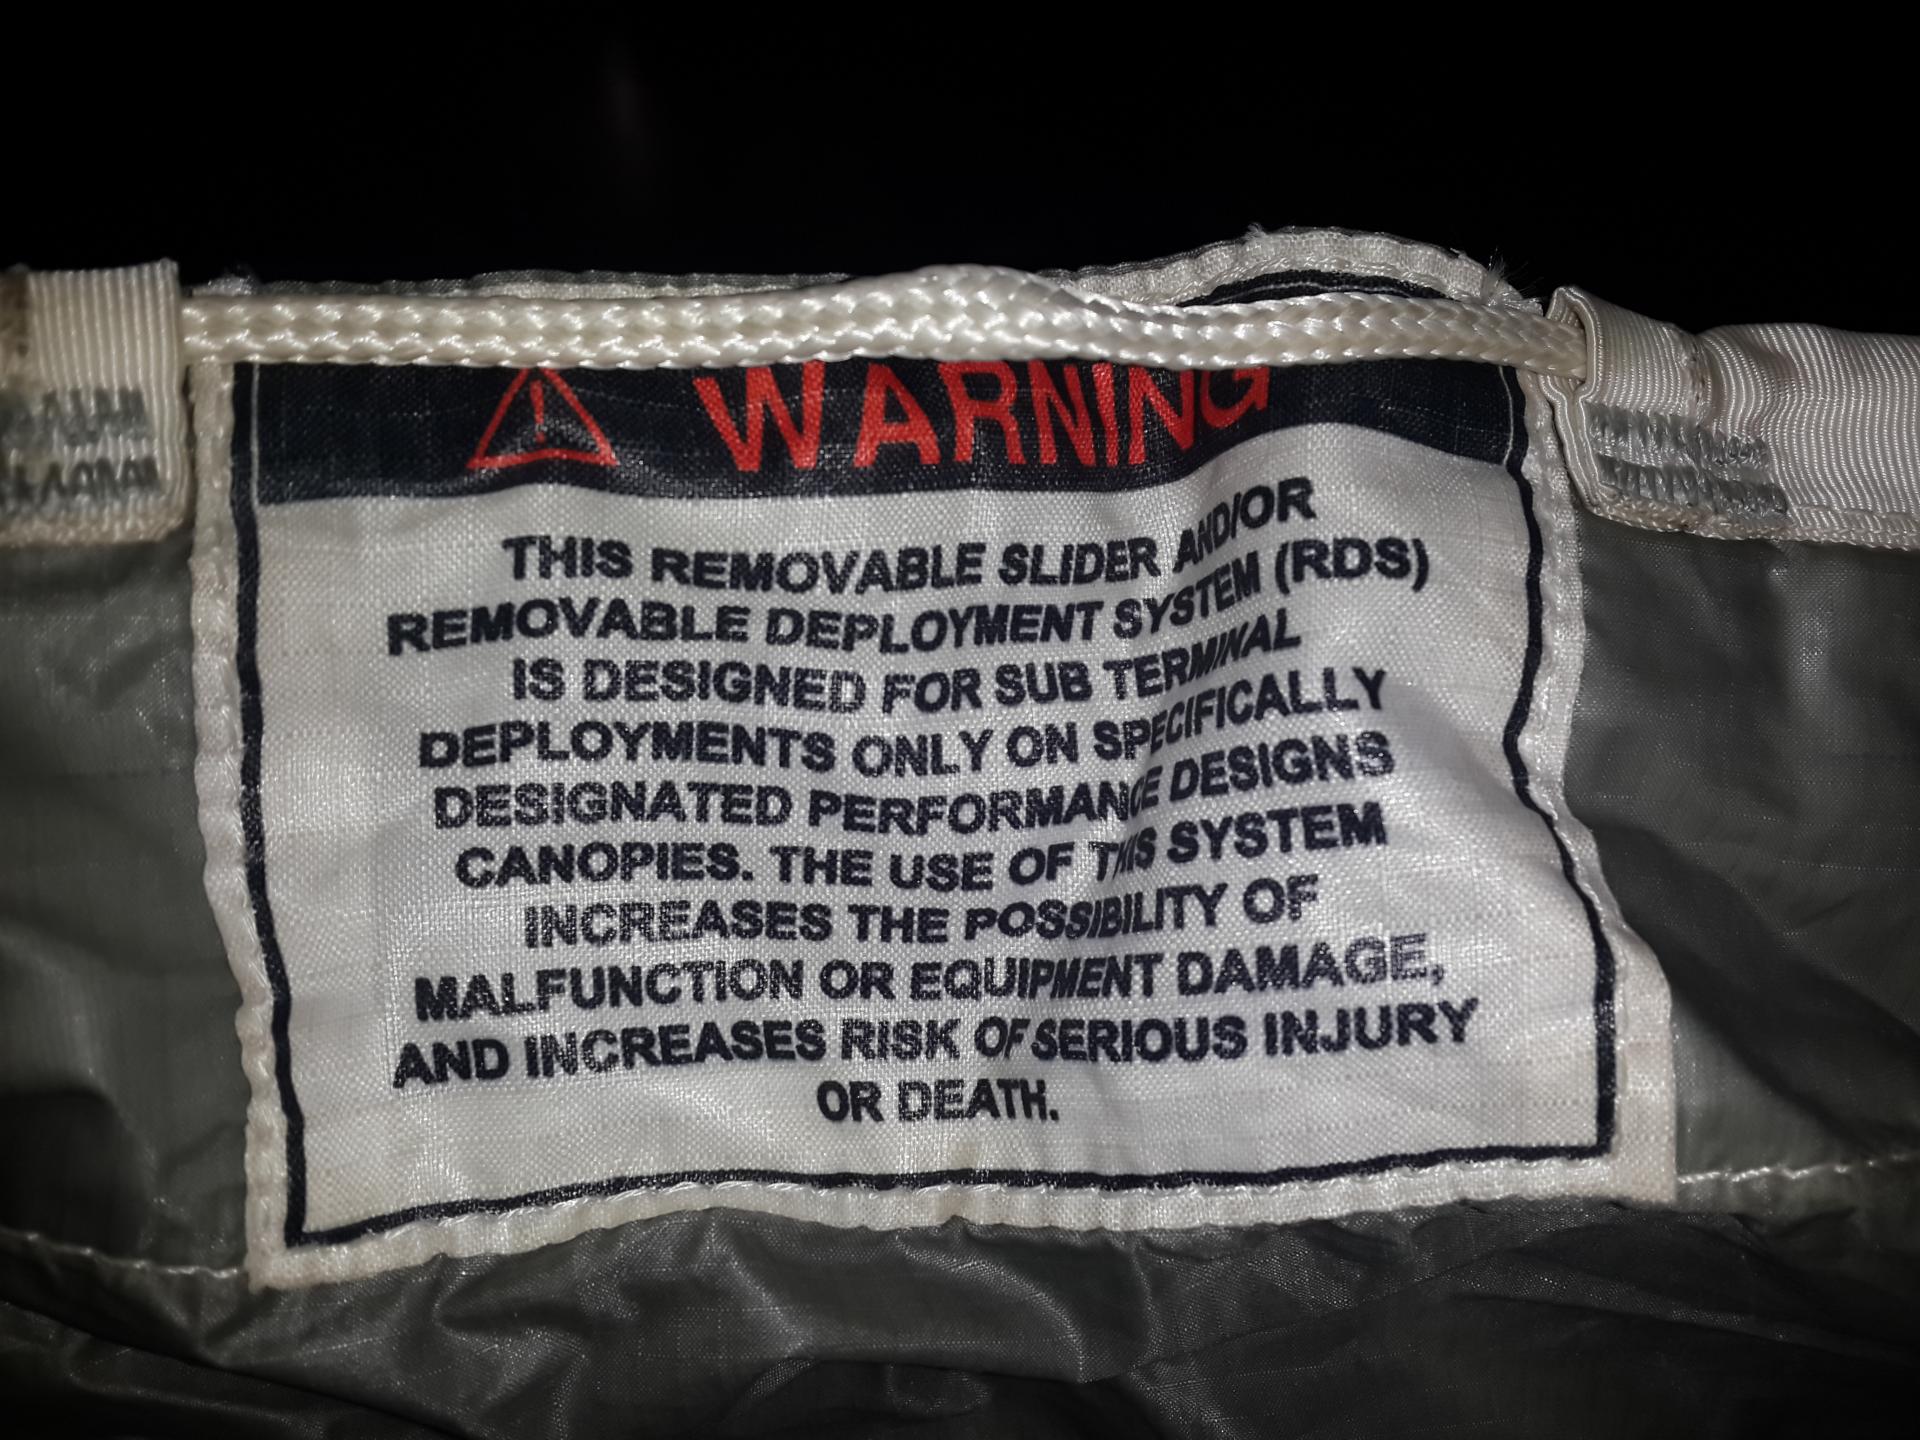 WARNING
THIS REMOVABLE SLIDER AND/OR
REMOVABLE DEPLOYMENT SYSTEM (RDS)
IS DESIGNED FOR SUB TERMINAL
DEPLOYMENTS ONLY ON SPECIFICALLY
DESIGNATED PERFORMANCE DESIGNS
CANOPIES. THE USE OF THIS SYSTEM
INCREASES THE POSSIBILITY OF
MALFUNCTION OR EQUIPMENT DAMAGE,
AND INCREASES RISK OF SERIOUS INJURY
OR DEATH.